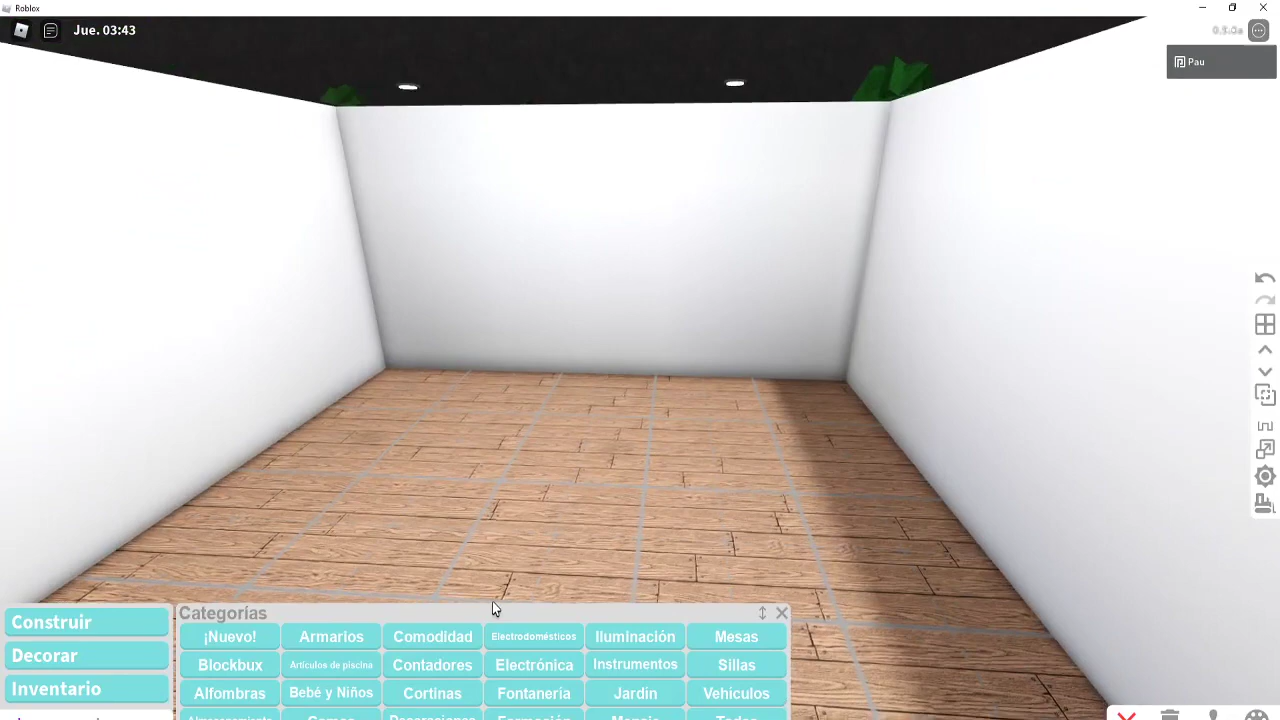 Roblox
Jue. 03:43
Pau
Categorías
Construir
Decorar
Inventario
¡Nuevo! Armarios Comodidad Electrodomésticos Iluminación Mesas
Blockbux Artículos de piscina Contadores Electrónica Instrumentos Sillas
Alfombras Bebé y Niños Cortinas Fontanería Jardín Vehículos